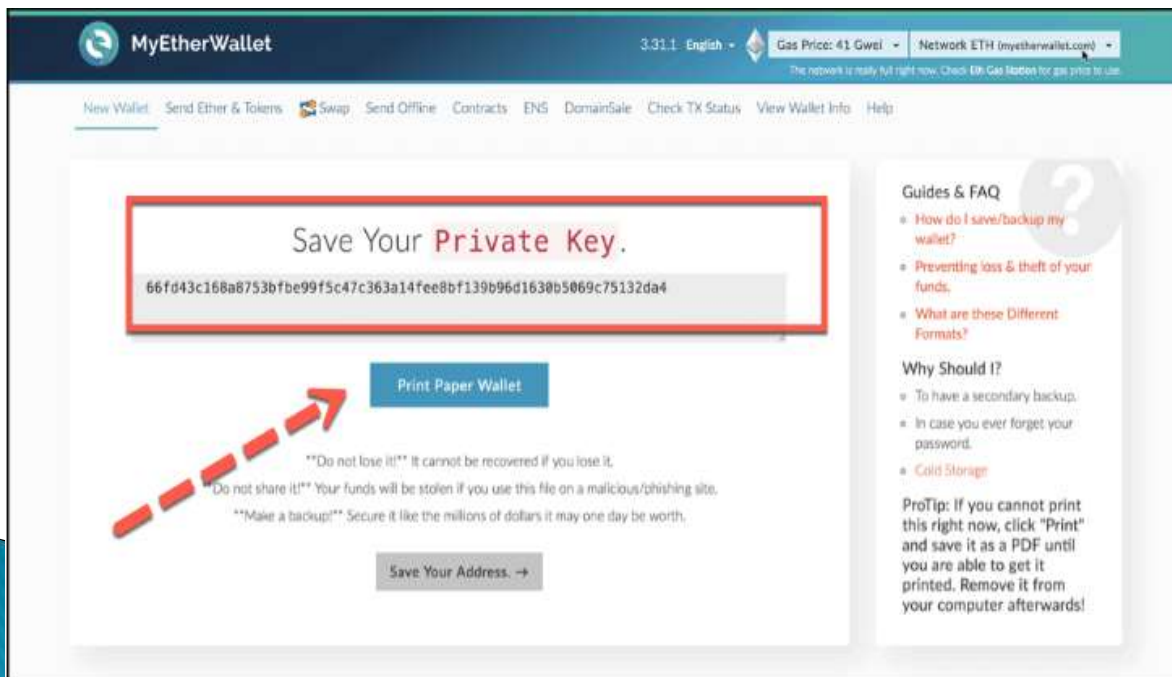 MyEtherWallet
3.31.1 English Gas Price: 41 Gwei Network ETH (myetherwallet.com)
The network is really full right now. Check Eth Gas Station for gas price to use.
New Wallet Send Ether & Tokens Swap Send Offline Contracts ENS DomainSale Check TX Status View Wallet Info Help
Save Your Private Key.
66fd43c168a8753bfbe99f5c47c363a14fee8bf139b96d1630b5069c75132da4
Print Paper Wallet
**Do not lose it!** It cannot be recovered if you lose it.
**Do not share it!** Your funds will be stolen if you use this file on a malicious/phishing site.
**Make a backup!** Secure it like the millions of dollars it may one day be worth.
Save Your Address. →
?
Guides & FAQ
How do I save/backup my
wallet?
Preventing loss & theft of your
funds.
What are these Different
Formats?
Why Should I?
To have a secondary backup.
In case you ever forget your
password.
Cold Storage
ProTip: If you cannot print
this right now, click "Print"
and save it as a PDF until
you are able to get it
printed. Remove it from
your computer afterwards!